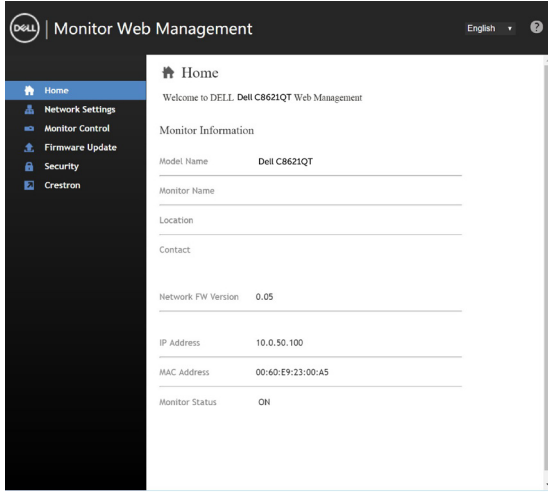 DELL | Monitor Web Management
English
?
Home
Network Settings
Monitor Control
Firmware Update
Security
Crestron
Home
Welcome to DELL Dell C8621QT Web Management
Monitor Information
Model Name Dell C8621QT
Monitor Name
Location
Contact
Network FW Version 0.05
IP Address 10.0.50.100
MAC Address 00:60:E9:23:00:A5
Monitor Status ON